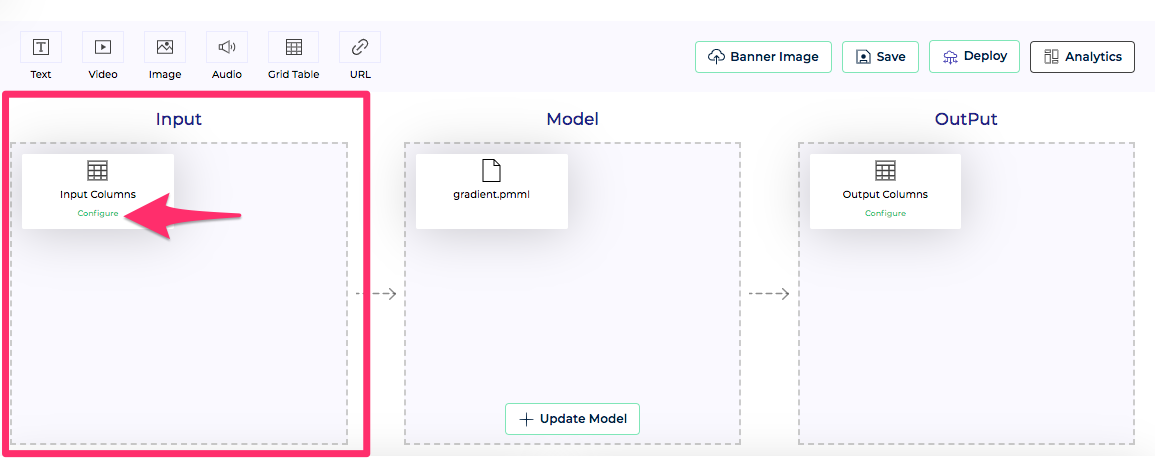 Text
Video
Image
Audio
Grid Table
URL
Banner Image
Save
Deploy
Analytics
Input
Model
OutPut
Input Columns
Configure
gradient.pmml
Output Columns
Configure
Update Model